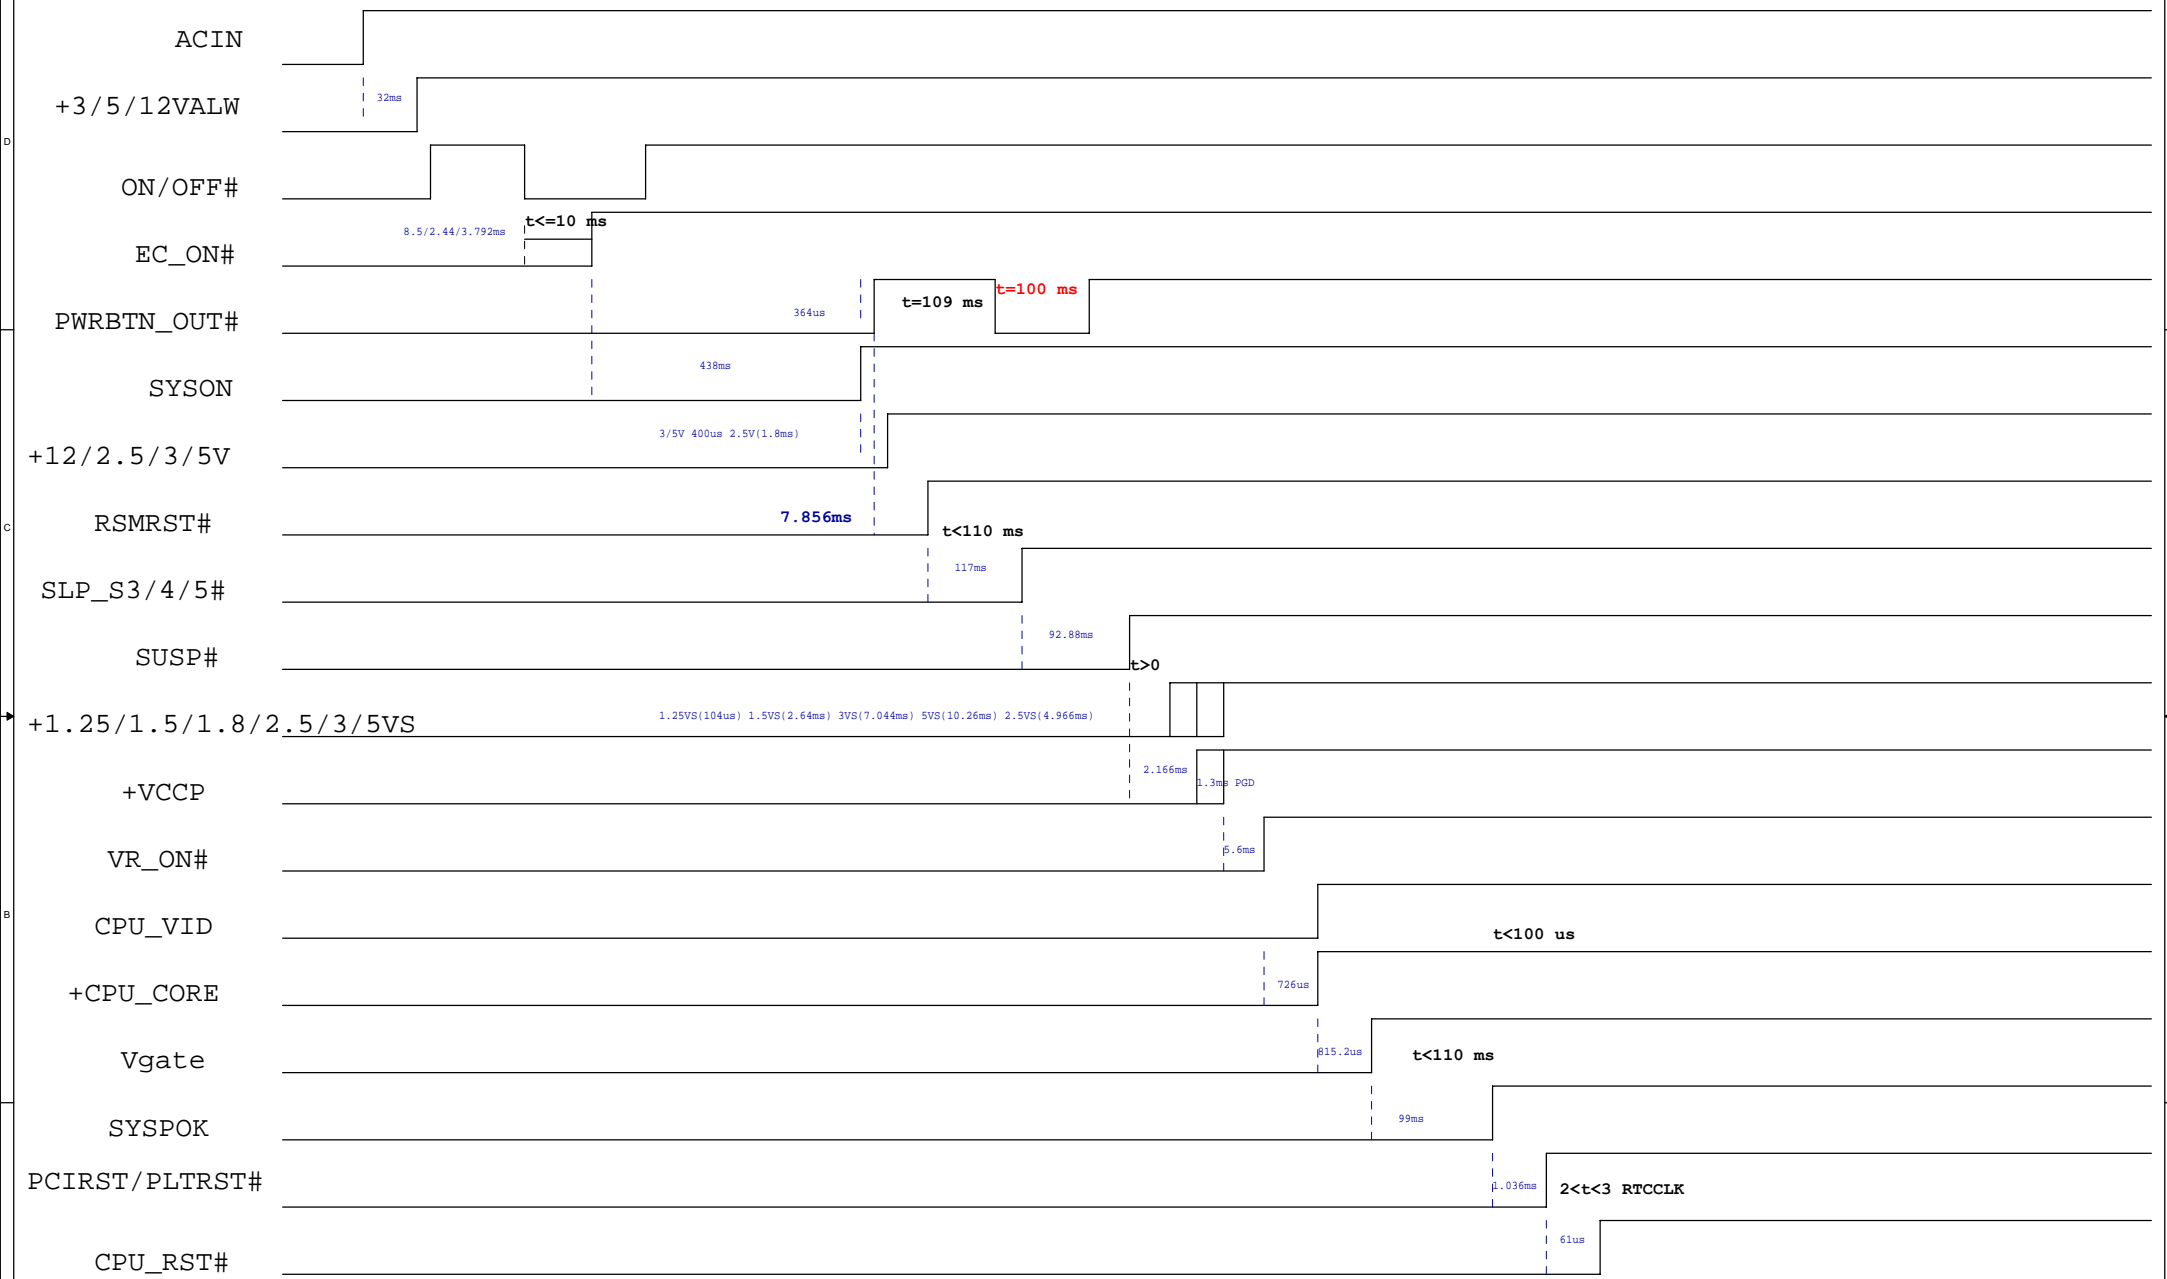 ACIN
32ms
+3/5/12VALW
D
ON/OFF#
t<=10 ms
8.5/2.44/3.792ms
EC_ON#
t=100 ms
t=109 ms
364us
PWRBTN_OUT#
438ms
SYSON
3/5V 400us 2.5V(1.8ms)
+12/2.5/3/5V
7.856ms
RSMRST#
C
t<110 ms
117ms
SLP_S3/4/5#
92.88ms
SUSP#
t>0
1.25VS(104us) 1.5VS(2.64ms) 3VS(7.044ms) 5VS(10.26ms) 2.5VS(4.966ms)
+1.25/1.5/1.8/2.5/3/5VS
2.166ms
1.3ms PGD
+VCCP
5.6ms
VR_ON#
B
CPU_VID
t<100 us
726us
+CPU_CORE
815.2us
t<110 ms
Vgate
99ms
SYSPOK
PCIRST/PLTRST#
1.036ms
2<t<3 RTCCLK
61us
CPU_RST#